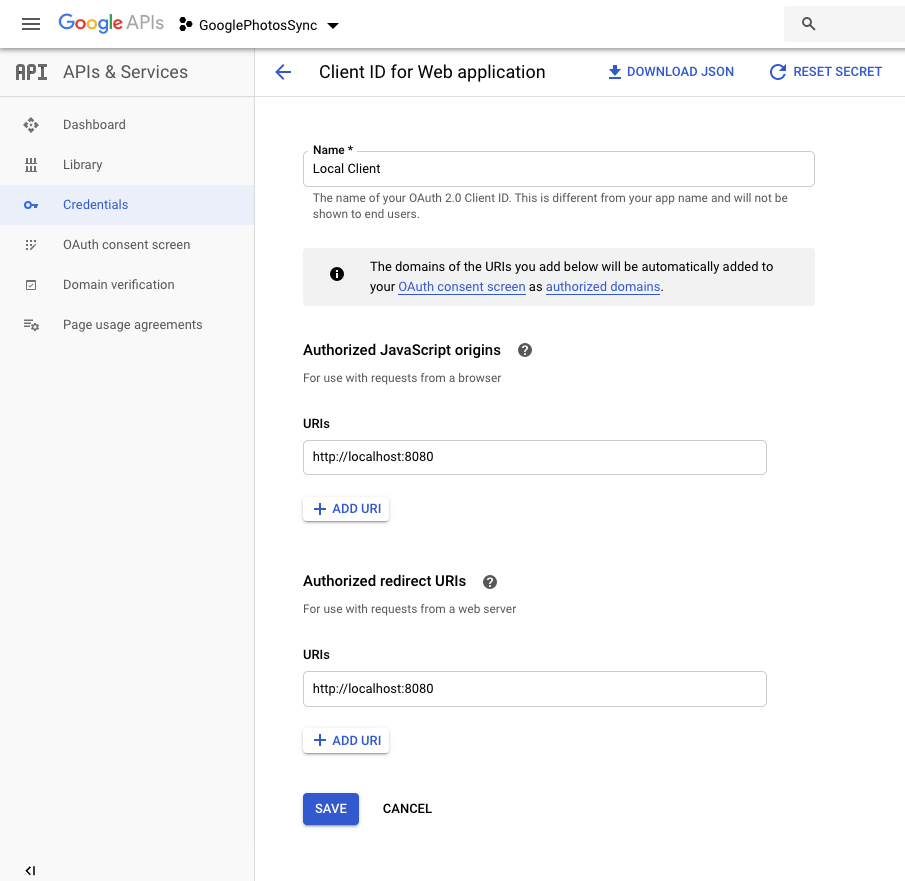 Google APIs
GooglePhotosSync
API APIs & Services
Client ID for Web application
DOWNLOAD JSON
RESET SECRET
Dashboard
Library
Credentials
OAuth consent screen
Domain verification
Page usage agreements
Name *
Local Client
The name of your OAuth 2.0 Client ID. This is different from your app name and will not be
shown to end users.
The domains of the URIs you add below will be automatically added to
your OAuth consent screen as authorized domains.
Authorized JavaScript origins
For use with requests from a browser
URIs
http://localhost:8080
ADD URI
Authorized redirect URIs
For use with requests from a web server
URIs
http://localhost:8080
ADD URI
SAVE
CANCEL